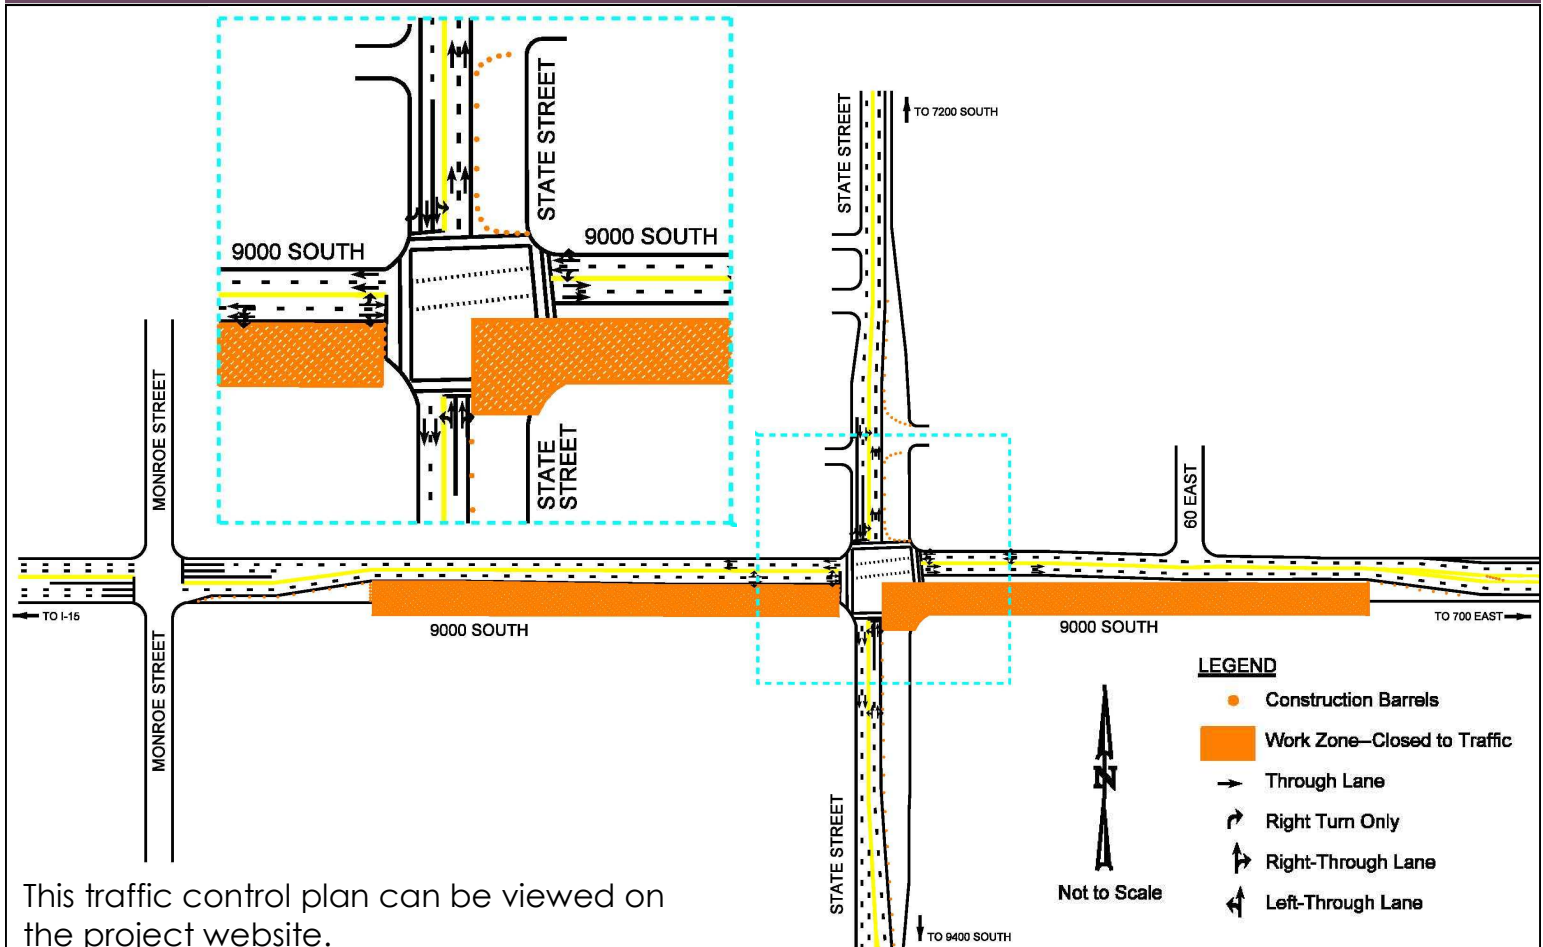 STATE STREET
9000 SOUTH
9000 SOUTH
STATE
STREET
MONROE STREET
MONROE STREET
STATE STREET
TO 7200 SOUTH
60 EAST
TO I-15
9000 SOUTH
9000 SOUTH
TO 700 EAST
STATE STREET
TO 9400 SOUTH
N
Not to Scale
LEGEND
Construction Barrels
Work Zone–Closed to Traffic
Through Lane
Right Turn Only
Right-Through Lane
Left-Through Lane
This traffic control plan can be viewed on
the project website.